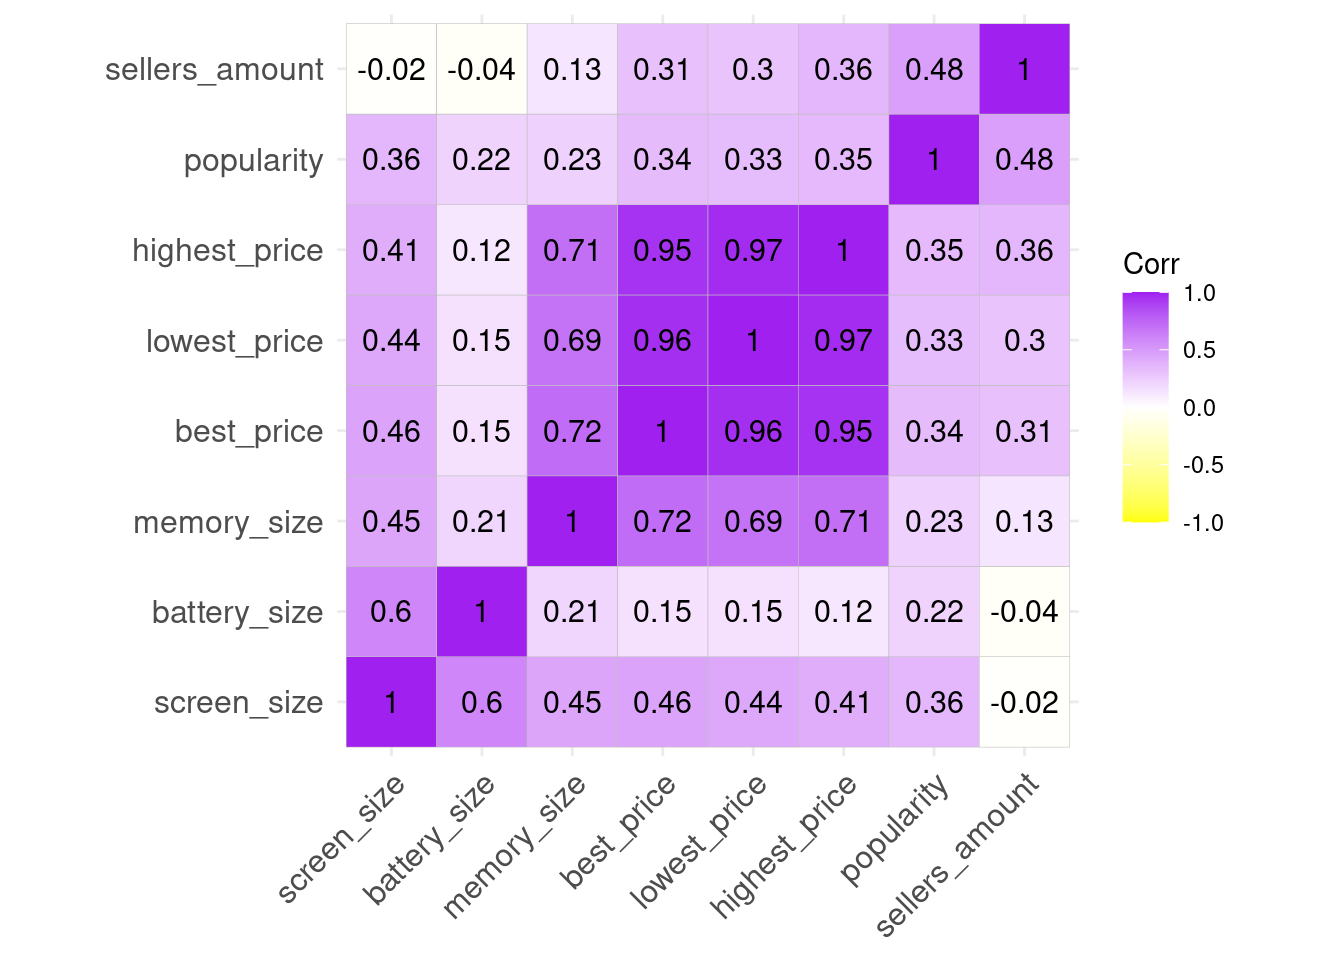 sellers_amount -0.02 -0.04 0.13 0.31 0.3 0.36 0.48 1
popularity 0.36 0.22 0.23 0.34 0.33 0.35 1 0.48
highest_price 0.41 0.12 0.71 0.95 0.97 1 0.35 0.36
lowest_price 0.44 0.15 0.69 0.96 1 0.97 0.33 0.3
best_price 0.46 0.15 0.72 1 0.96 0.95 0.34 0.31
memory_size 0.45 0.21 1 0.72 0.69 0.71 0.23 0.13
battery_size 0.6 1 0.21 0.15 0.15 0.12 0.22 -0.04
screen_size 1 0.6 0.45 0.46 0.44 0.41 0.36 -0.02
screen_size battery_size memory_size best_price lowest_price highest_price popularity sellers_amount
Corr
1.0
0.5
0.0
-0.5
-1.0